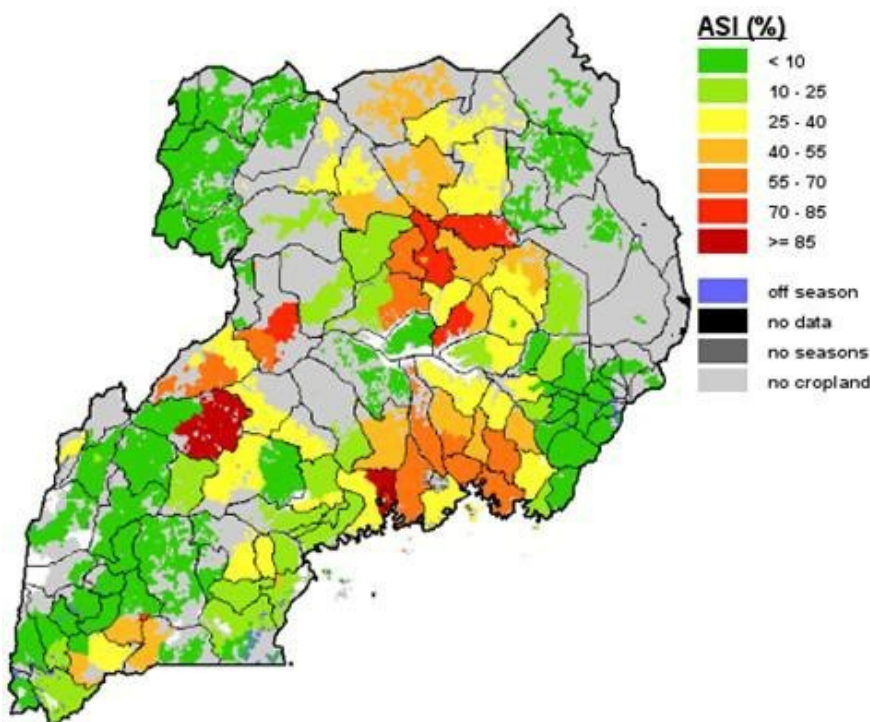 ASI (%)
< 10
10 - 25
25 - 40
40 - 55
55 - 70
70 - 85
>= 85
off season
no data
no seasons
no cropland